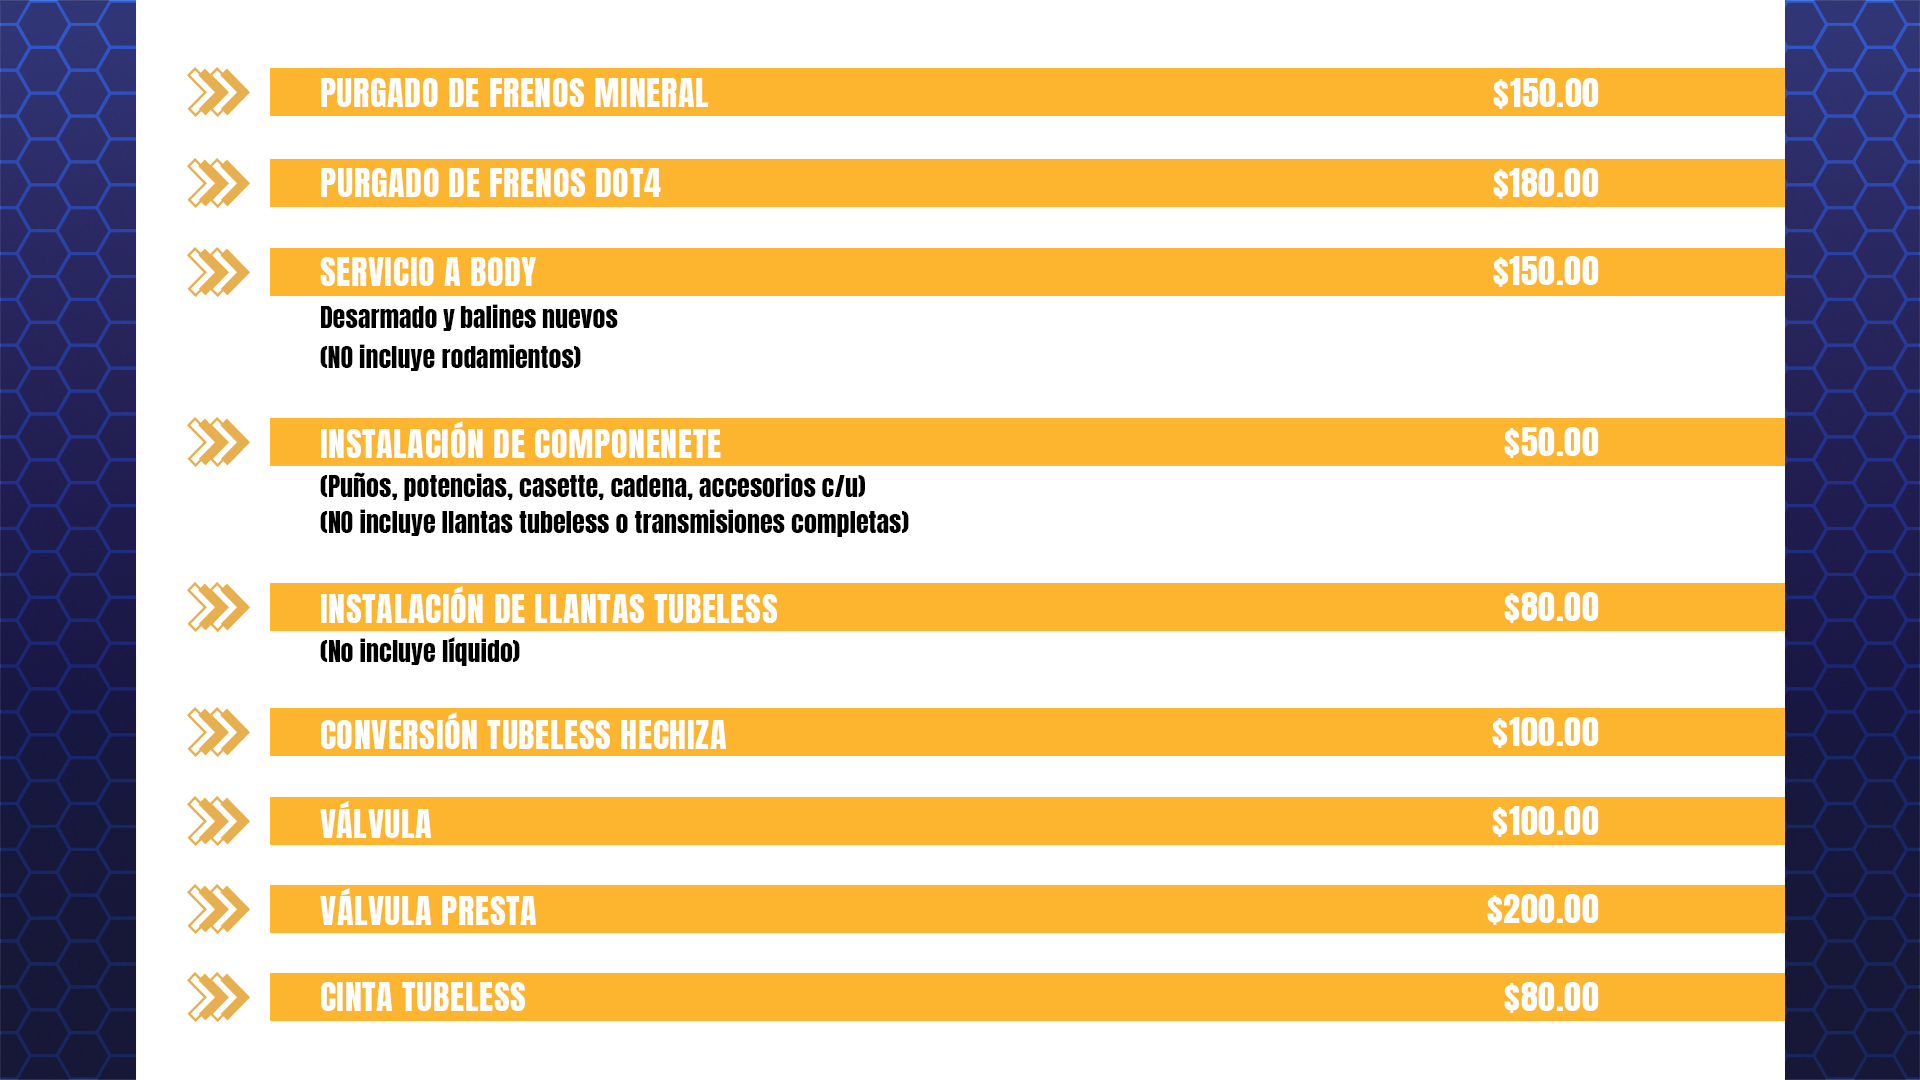 PURGADO DE FRENOS MINERAL $150.00
PURGADO DE FRENOS DOT4 $180.00
SERVICIO A BODY $150.00
Desarmado y balines nuevos
(NO incluye rodamientos)
INSTALACIÓN DE COMPONENETE $50.00
(Puños, potencias, casette, cadena, accesorios c/u)
(NO incluye llantas tubeless o transmisiones completas)
INSTALACIÓN DE LLANTAS TUBELESS $80.00
(No incluye líquido)
CONVERSIÓN TUBELESS HECHIZA $100.00
VÁLVULA $100.00
VÁLVULA PRESTA $200.00
CINTA TUBELESS $80.00